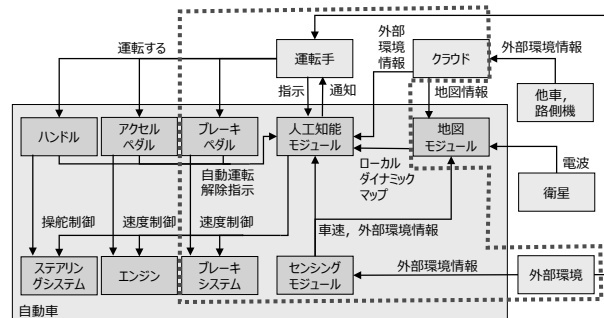 運転する
運転手
外部
環境
情報
クラウド
外部環境情報
他車,
路側機
指示
通知
地図情報
ハンドル
アクセル
ペダル
ブレーキ
ペダル
人工知能
モジュール
地図
モジュール
自動運転
解除指示
ローカル
ダイナミック
マップ
電波
衛星
操舵制御
速度制御
速度制御
車速, 外部環境情報
ステアリン
グシステム
エンジン
ブレーキ
システム
センシング
モジュール
外部環境情報
外部環境
自動車